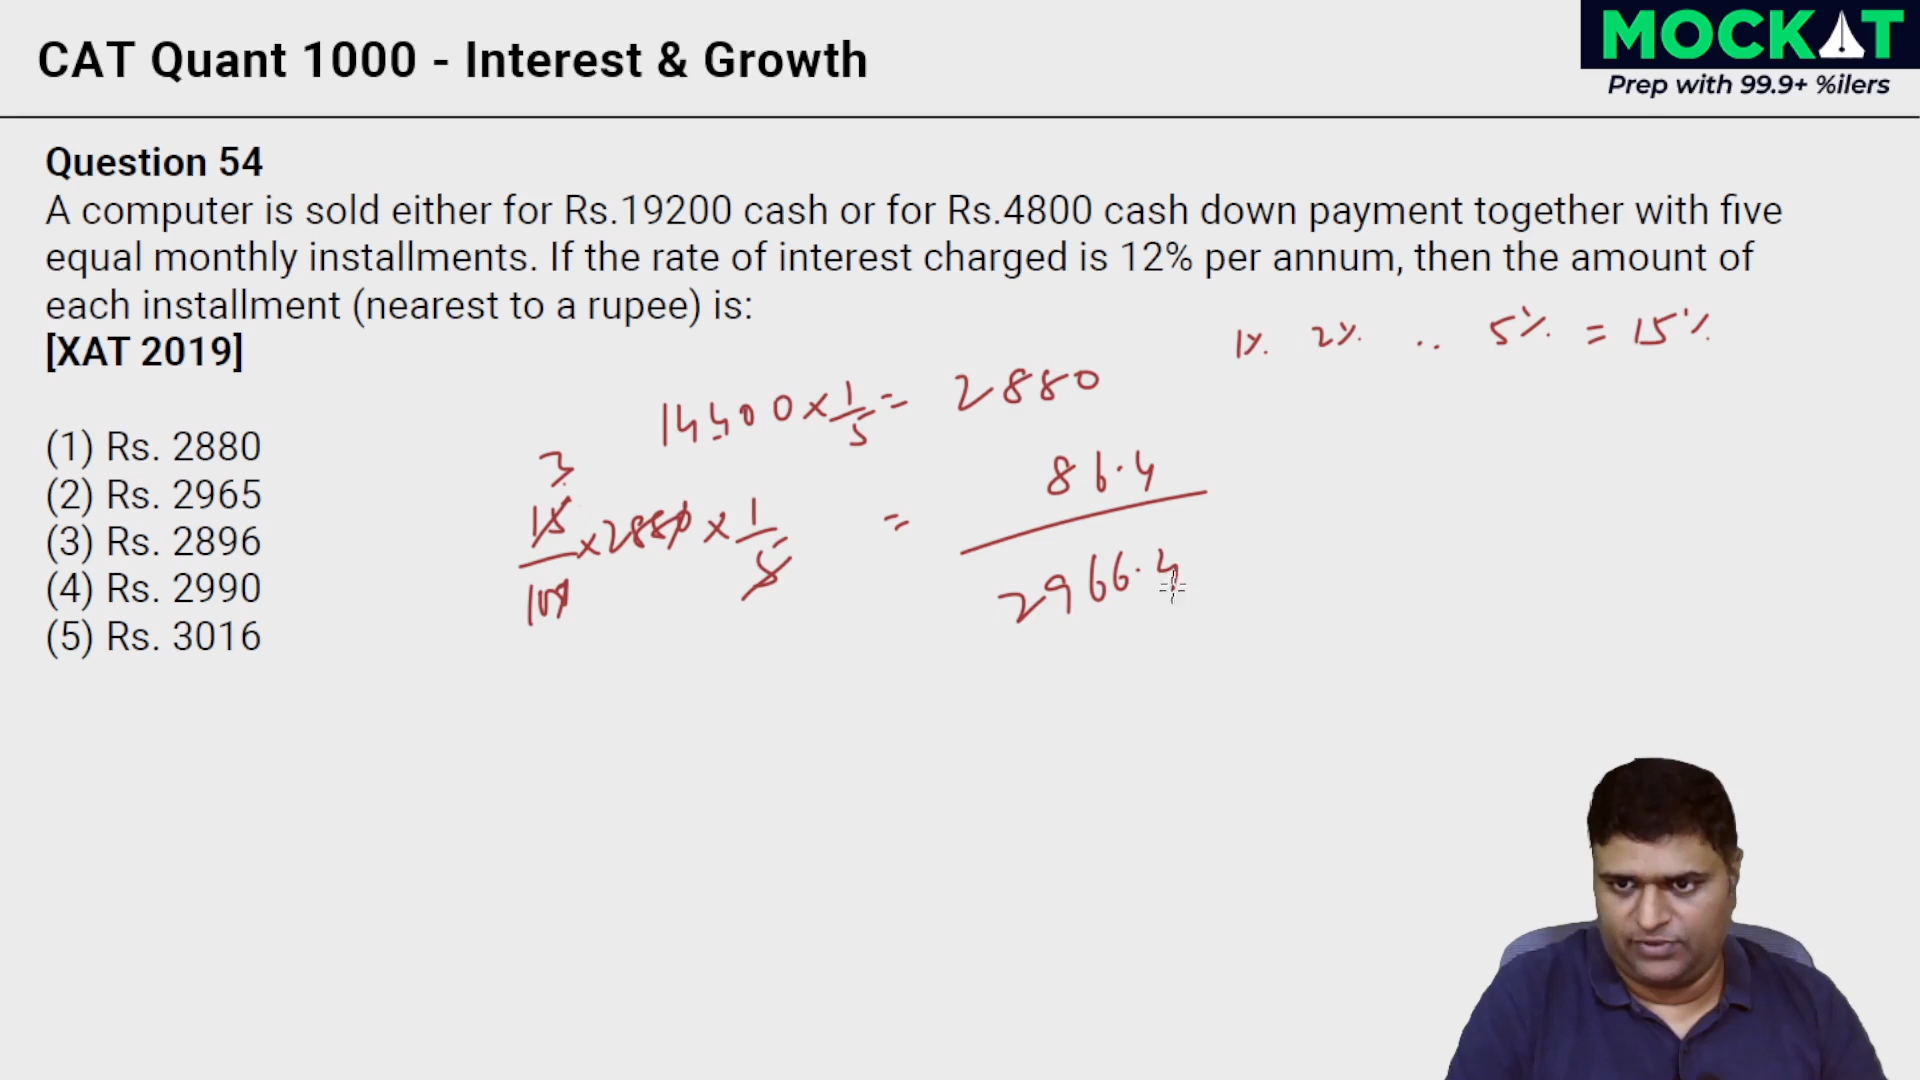 CAT Quant 1000 - Interest & Growth
MOCKAT
Prep with 99.9+ %ilers
Question 54
A computer is sold either for Rs.19200 cash or for Rs.4800 cash down payment together with five
equal monthly installments. If the rate of interest charged is 12% per annum, then the amount of
each installment (nearest to a rupee) is:
[XAT 2019]
1% 2% .. 5% = 15%
14400 × 1/5 = 2880
(1) Rs. 2880
(2) Rs. 2965
(3) Rs. 2896
(4) Rs. 2990
(5) Rs. 3016
3
15/100 × 2880 × 1/5 = 86.4
2966.4